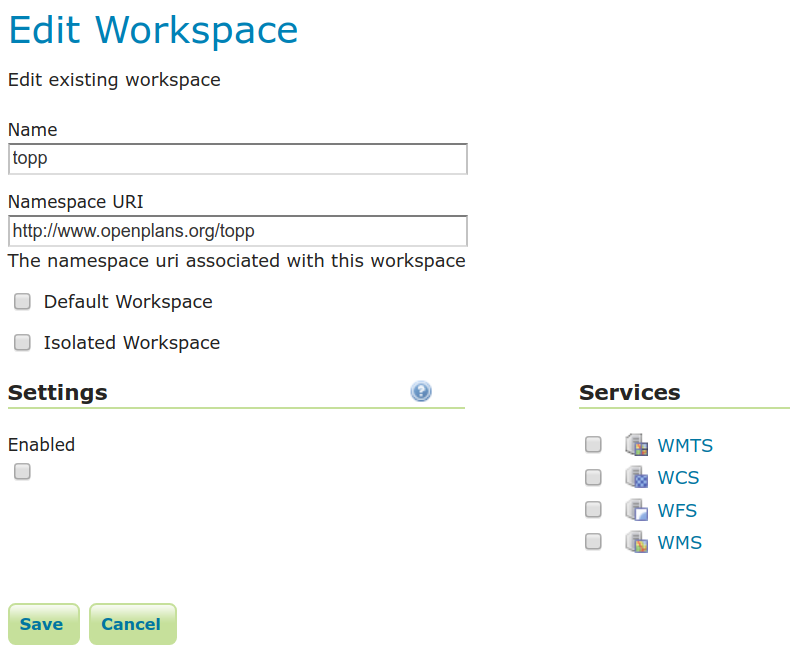 Edit Workspace
Edit existing workspace
Name
topp
Namespace URI
http://www.openplans.org/topp
The namespace uri associated with this workspace
Default Workspace
Isolated Workspace
Settings ?
Enabled
Services
WMTS
WCS
WFS
WMS
Save Cancel